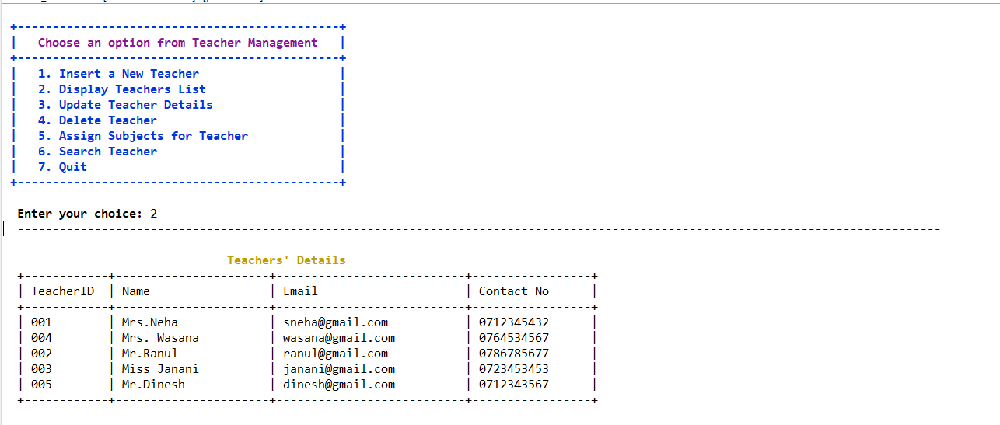 +----------------------------------------------+
|   Choose an option from Teacher Management   |
+----------------------------------------------+
|   1. Insert a New Teacher                    |
|   2. Display Teachers List                   |
|   3. Update Teacher Details                  |
|   4. Delete Teacher                          |
|   5. Assign Subjects for Teacher             |
|   6. Search Teacher                          |
|   7. Quit                                    |
+----------------------------------------------+
Enter your choice: 2
------------------------------------------------------------------------------------------------------------------------------------
Teachers' Details
+------------+----------------------+---------------------------+-----------------+
| TeacherID  | Name                 | Email                     | Contact No      |
+------------+----------------------+---------------------------+-----------------+
| 001        | Mrs.Neha             | sneha@gmail.com           | 0712345432      |
| 004        | Mrs. Wasana          | wasana@gmail.com          | 0764534567      |
| 002        | Mr.Ranul             | ranul@gmail.com           | 0786785677      |
| 003        | Miss Janani          | janani@gmail.com          | 0723453453      |
| 005        | Mr.Dinesh            | dinesh@gmail.com          | 0712343567      |
+------------+----------------------+---------------------------+-----------------+